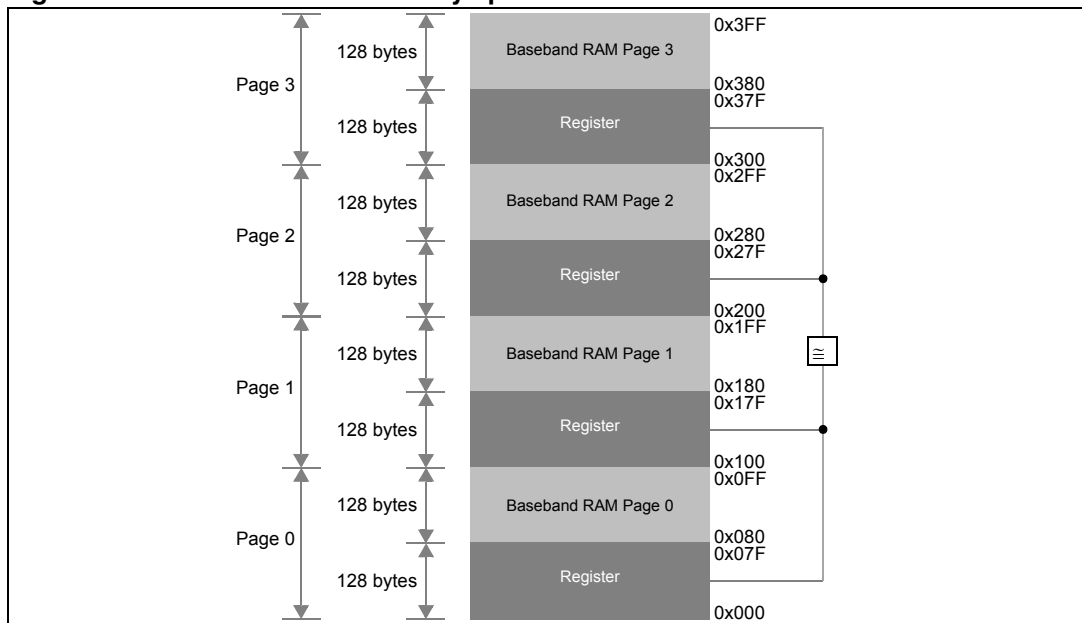 0x3FF
128 bytes
Baseband RAM Page 3
Page 3
0x380
0x37F
128 bytes
Register
0x300
0x2FF
128 bytes
Baseband RAM Page 2
Page 2
0x280
0x27F
128 bytes
Register
0x200
0x1FF
128 bytes
Baseband RAM Page 1
≅
Page 1
0x180
0x17F
128 bytes
Register
0x100
0x0FF
128 bytes
Baseband RAM Page 0
Page 0
0x080
0x07F
128 bytes
Register
0x000